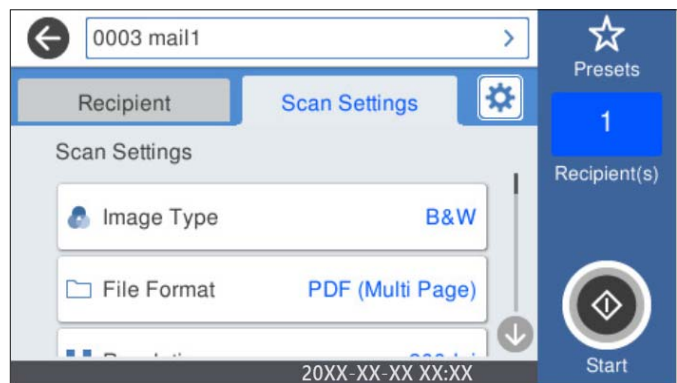 0003 mail1
Presets
Recipient
Scan Settings
1
Recipient(s)
Scan Settings
Image Type B&W
File Format PDF (Multi Page)
20XX-XX-XX XX:XX
Start